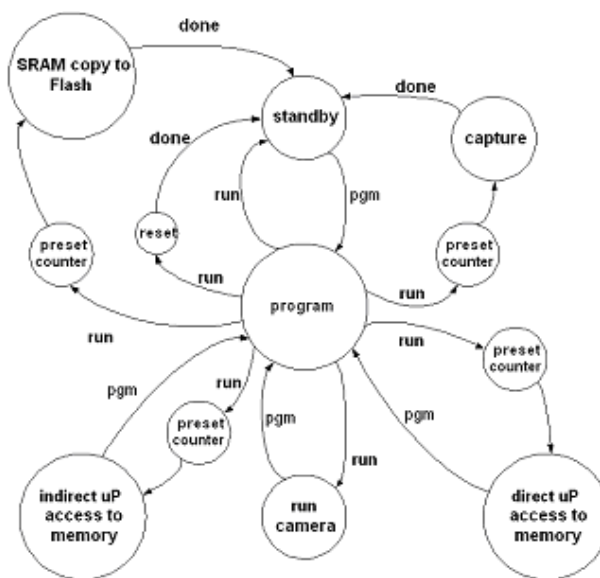 done
SRAM copy to
Flash
standby
done
capture
done
run
pgm
reset
preset
counter
preset
counter
run
run
program
run
run
preset
counter
pgm
run
pgm
pgm
preset
counter
run
indirect uP
access to
memory
run
camera
direct uP
access to
memory